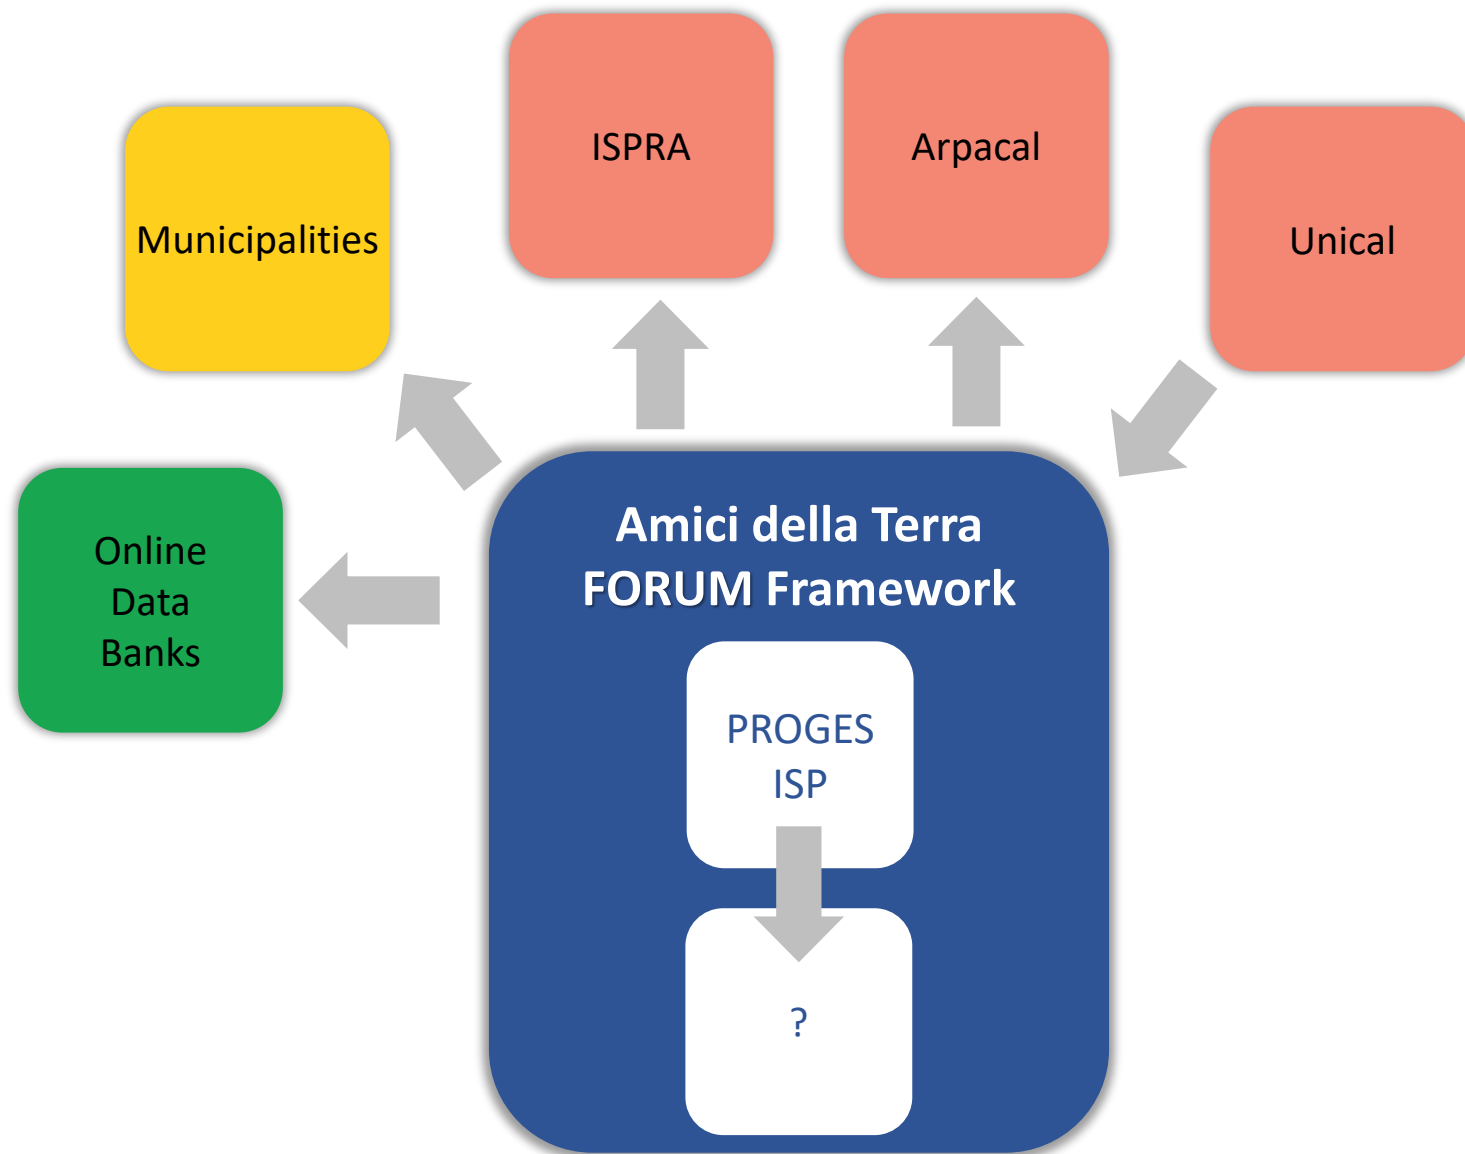 ISPRA
Arpacal
Municipalities
Unical
Amici della Terra
FORUM Framework
Online
Data
Banks
PROGES
ISP
?